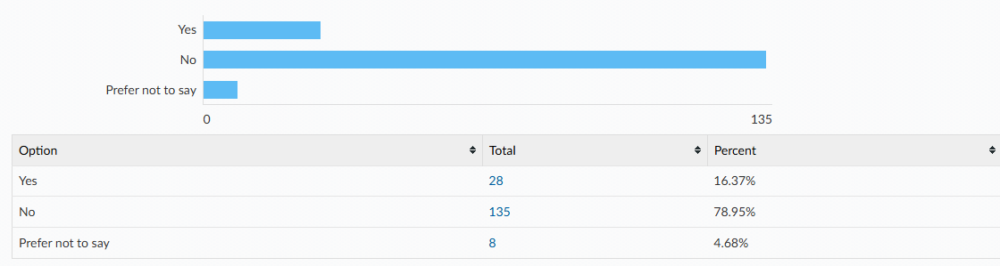 Yes
No
Prefer not to say
0 135
Option Total Percent
Yes 28 16.37%
No 135 78.95%
Prefer not to say 8 4.68%